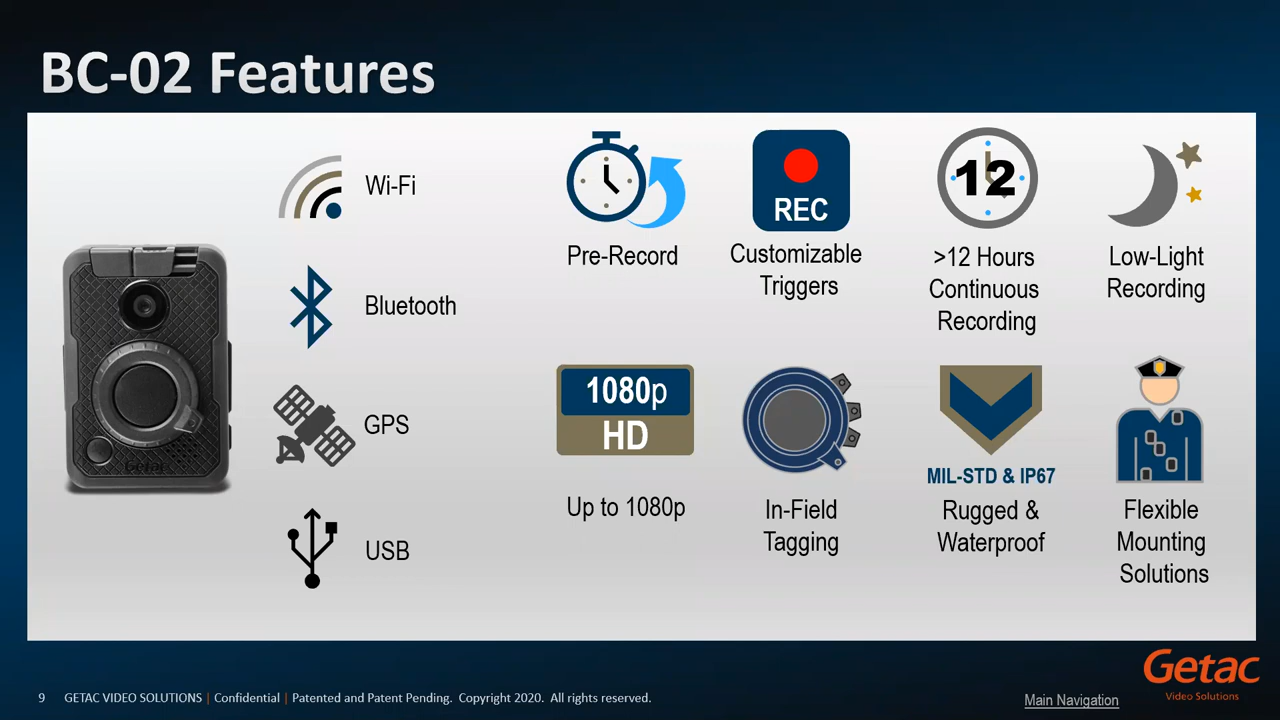 BC-02 Features
Wi-Fi
Bluetooth
GPS
USB
Getac
Pre-Record
REC
Customizable
Triggers
12
>12 Hours
Continuous
Recording
Low-Light
Recording
1080p
HD
Up to 1080p
In-Field
Tagging
MIL-STD & IP67
Rugged &
Waterproof
Flexible
Mounting
Solutions
9 GETAC VIDEO SOLUTIONS | Confidential | Patented and Patent Pending. Copyright 2020. All rights reserved.
Main Navigation
Getac
Video Solutions